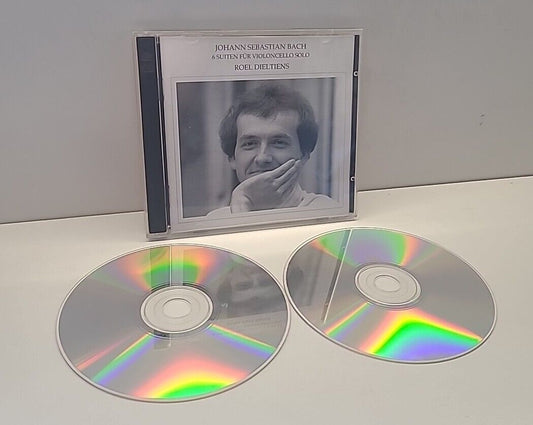 JOHANN SEBASTIAN BACH
6 SUITEN FÜR VIOLONCELLO SOLO
ROEL DIELTIENS